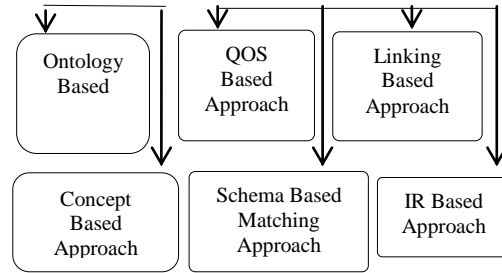 Ontology
Based
QOS
Based
Approach
Linking
Based
Approach
Concept
Based
Approach
Schema Based
Matching
Approach
IR Based
Approach